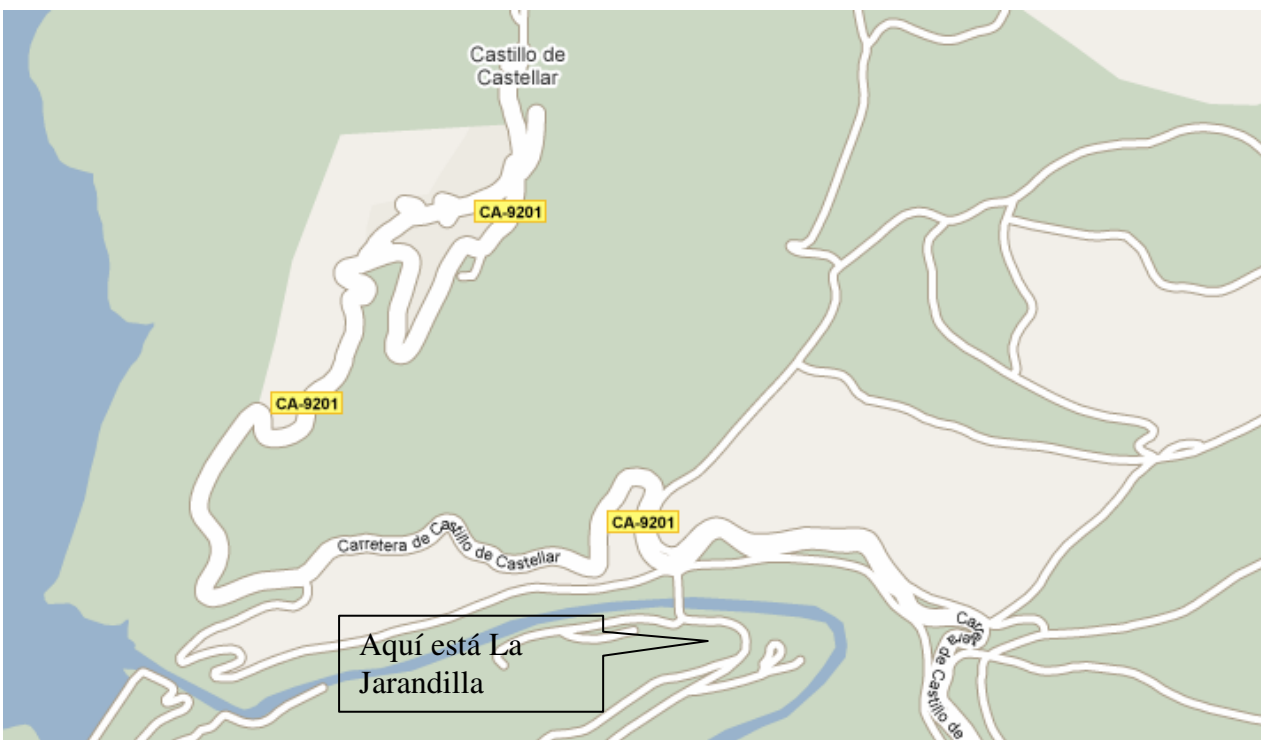 Castillo de
Castellar
CA-9201
CA-9201
CA-9201
Carretera de Castillo de Castellar
Carretera de Castillo de
Aquí está La
Jarandilla